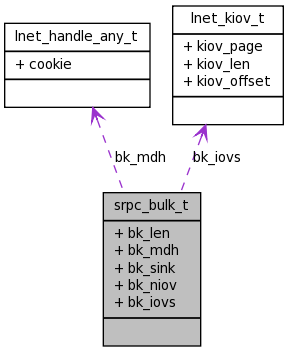 lnet_handle_any_t
+ cookie
lnet_kiov_t
+ kiov_page
+ kiov_len
+ kiov_offset
bk_mdh
bk_iovs
srpc_bulk_t
+ bk_len
+ bk_mdh
+ bk_sink
+ bk_niov
+ bk_iovs